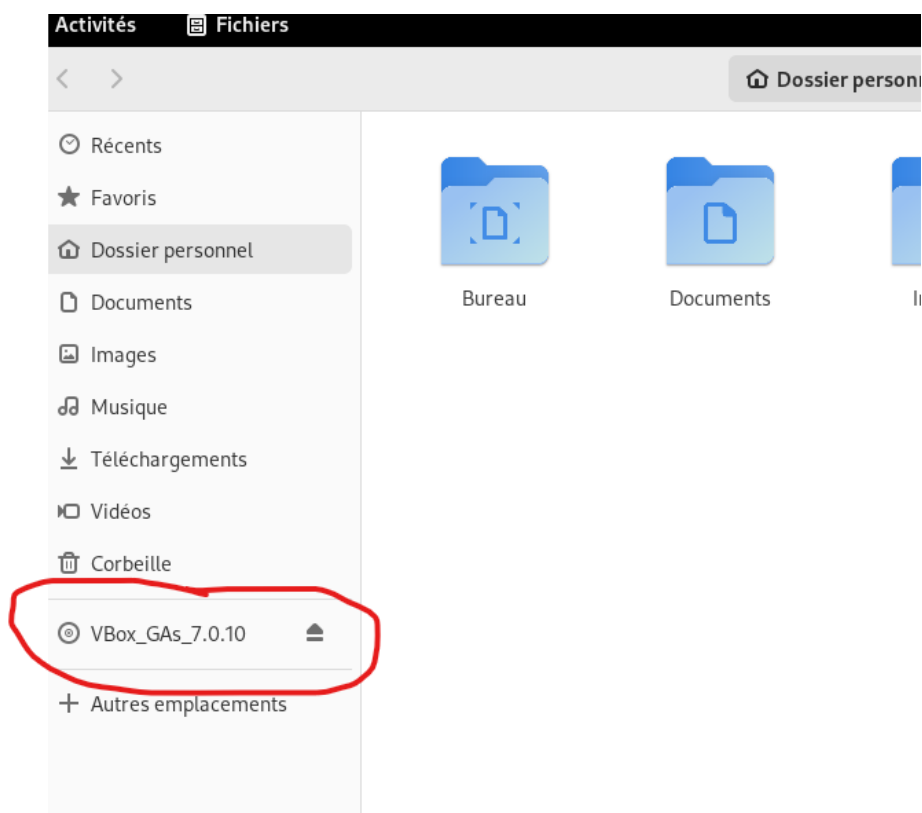 Activités Fichiers
Dossier personn
Récents
Favoris
Dossier personnel
Documents
Images
Musique
Téléchargements
Vidéos
Corbeille
VBox_GAs_7.0.10
Autres emplacements
Bureau Documents